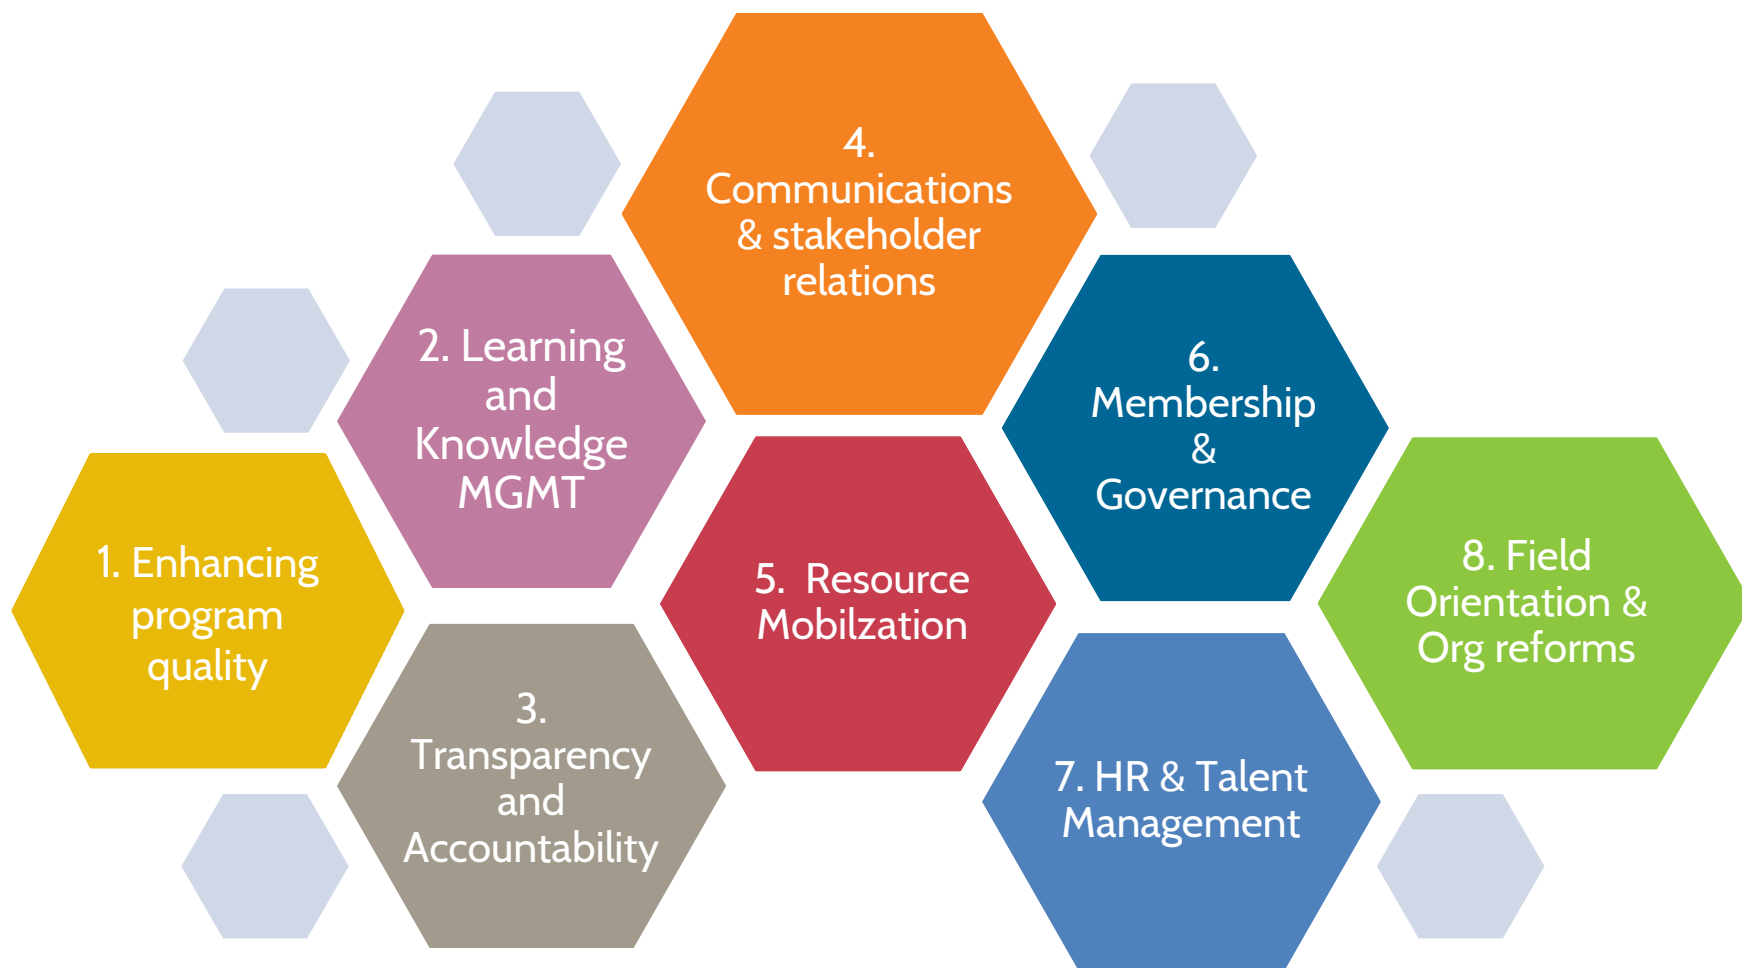 1. Enhancing
program
quality
2. Learning
and
Knowledge
MGMT
3.
Transparency
and
Accountability
4.
Communications
& stakeholder
relations
5.  Resource
Mobilzation
6.
Membership
&
Governance
7. HR & Talent
Management
8. Field
Orientation &
Org reforms